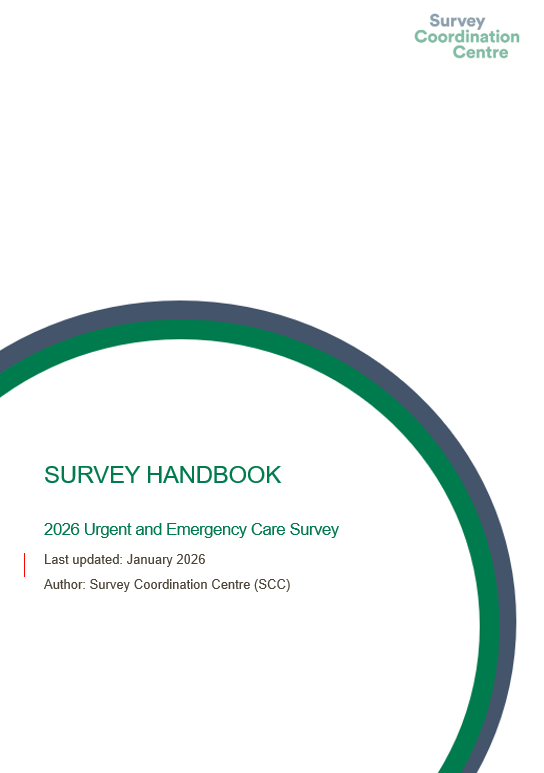 Survey
Coordination
Centre
SURVEY HANDBOOK
2026 Urgent and Emergency Care Survey
Last updated: January 2026
Author: Survey Coordination Centre (SCC)